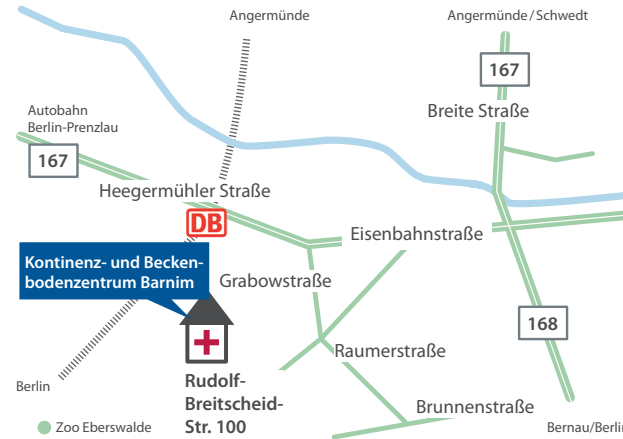 Angermünde
Angermünde/Schwedt
167
Breite Straße
Autobahn
Berlin-Prenzlau
167
Heegermühler Straße
DB
Eisenbahnstraße
Kontinenz- und Becken-
bodenzentrum Barnim
Grabowstraße
168
Raumerstraße
Berlin
Rudolf-
Breitscheid-
Str. 100
Brunnenstraße
Zoo Eberswalde
Bernau/Berlin